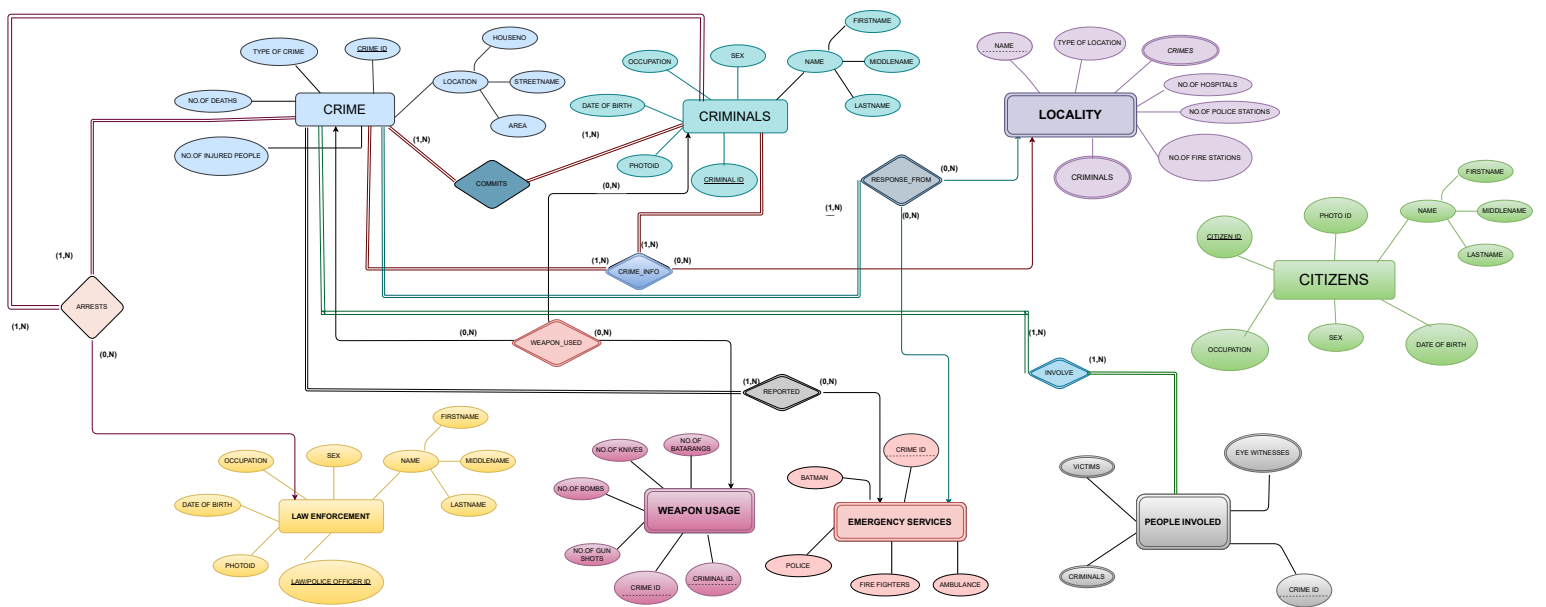 FIRSTNAME
HOUSENO
TYPE OF CRIME
CRIME ID
SEX
NAME
TYPE OF LOCATION
CRIMES
OCCUPATION
NAME
MIDDLENAME
LOCATION
STREETNAME
NO.OF HOSPITALS
NO.OF DEATHS
CRIME
DATE OF BIRTH
CRIMINALS
LASTNAME
LOCALITY
NO.OF POLICE STATIONS
AREA
(1,N)
(1,N)
NO.OF INJURED PEOPLE
PHOTOID
NO.OF FIRE STATIONS
COMMITS
CRIMINAL ID
RESPONSE_FROM
(0,N)
CRIMINALS
FIRSTNAME
(0,N)
(1,N)
(0,N)
PHOTO ID
NAME
MIDDLENAME
CITIZEN ID
(1,N)
LASTNAME
(1,N)
(1,N)
CRIME_INFO
(0,N)
CITIZENS
ARRESTS
(1,N)
(0,N)
(0,N)
(1,N)
SEX
(0,N)
WEAPON_USED
OCCUPATION
DATE OF BIRTH
(1,N)
INVOLVE
(1,N)
REPORTED
(0,N)
FIRSTNAME
NO.OF KNIVES
NO.OF
BATARANGS
CRIME ID
EYE WITNESSES
SEX
OCCUPATION
NAME
MIDDLENAME
VICTIMS
BATMAN
NO.OF BOMBS
DATE OF BIRTH
LASTNAME
LAW ENFORCEMENT
WEAPON USAGE
EMERGENCY SERVICES
PEOPLE INVOLED
NO.OF GUN
SHOTS
PHOTOID
POLICE
CRIMINALS
LAW/POLICE OFFICER ID
CRIME ID
CRIMINAL ID
FIRE FIGHTERS
AMBULANCE
CRIME ID